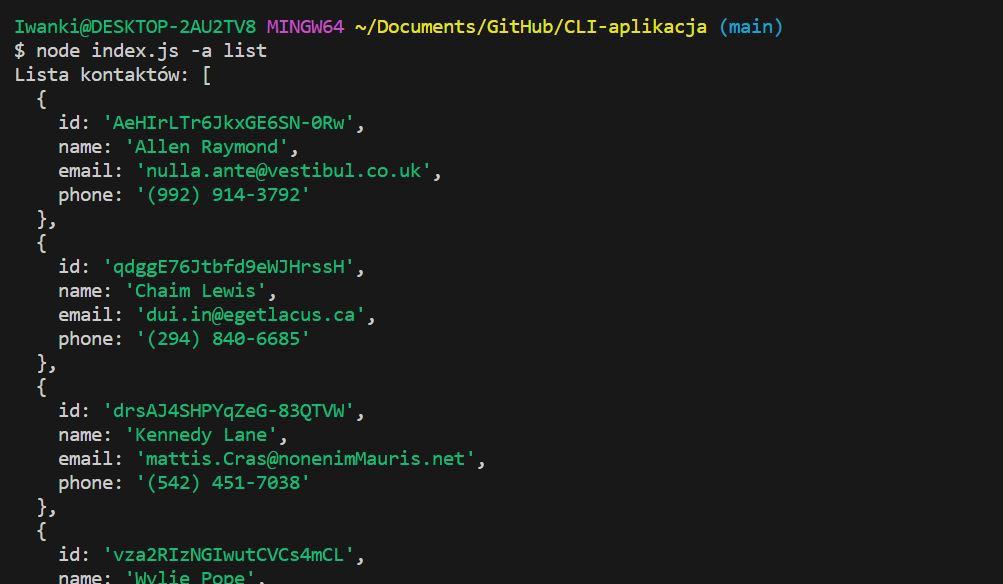 Iwanki@DESKTOP-2AU2TV8 MINGW64 ~/Documents/GitHub/CLI-aplikacja (main)
$ node index.js -a list
Lista kontaktów: [
  {
    id: 'AeHIrLTr6JkxGE6SN-0Rw',
    name: 'Allen Raymond',
    email: 'nulla.ante@vestibul.co.uk',
    phone: '(992) 914-3792'
  },
  {
    id: 'qdggE76Jtbfd9eWJHrssH',
    name: 'Chaim Lewis',
    email: 'dui.in@egetlacus.ca',
    phone: '(294) 840-6685'
  },
  {
    id: 'drsAJ4SHPYqZeG-83QTVW',
    name: 'Kennedy Lane',
    email: 'mattis.Cras@nonenimMauris.net',
    phone: '(542) 451-7038'
  },
  {
    id: 'vza2RIzNGIwutCVCs4mCL',
    name: 'Wylie Pope',